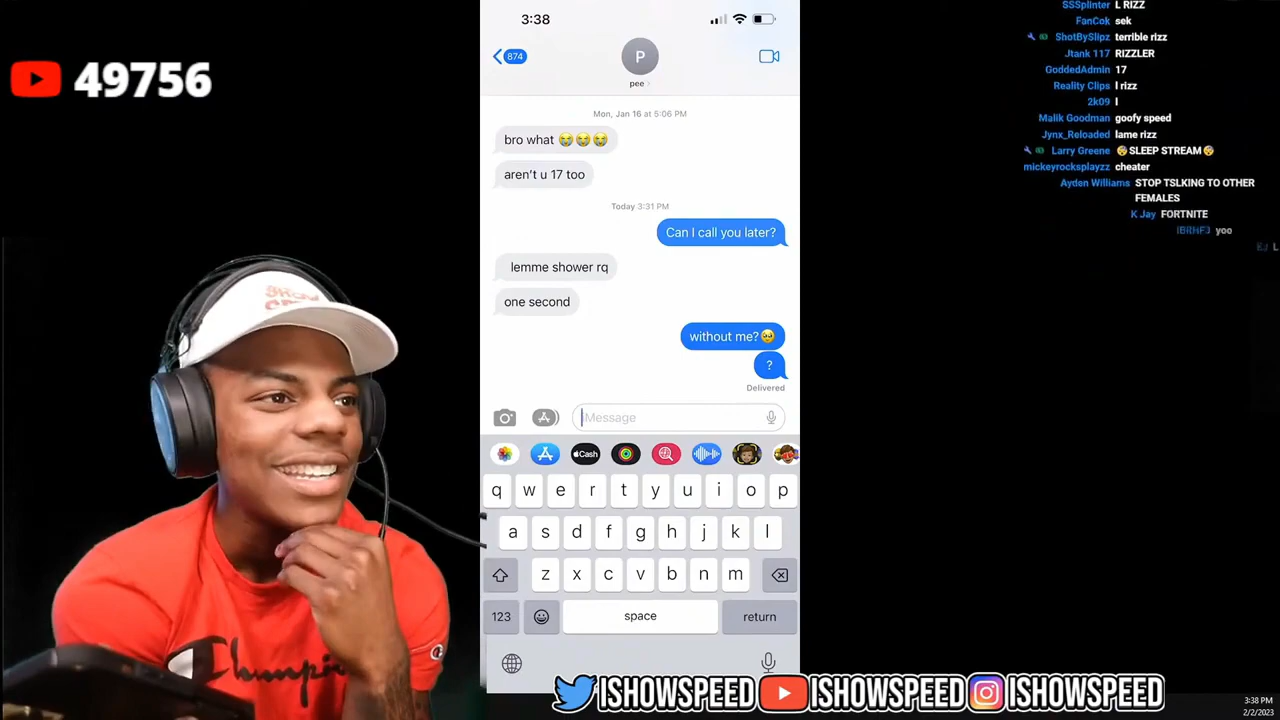 49756
3:38
874
P
pee
Mon, Jan 16 at 5:06 PM
bro what 😭😭😭
aren't u 17 too
Today 3:31 PM
Can I call you later?
lemme shower rq
one second
without me?🥺
?
Delivered
Message
Cash
q w e r t y u i o p
a s d f g h j k l
z x c v b n m
123 space return
SSSplinter L RIZZ
FanCok sek
ShotBySlipz terrible rizz
Jtank 117 RIZZLER
GoddedAdmin 17
Reality Clips l rizz
2k09 l
Malik Goodman goofy speed
Jynx_Reloaded lame rizz
Larry Greene 🤯SLEEP STREAM🤯
mickeyrocksplayzz cheater
Ayden Williams STOP TSLKING TO OTHER
FEMALES
K Jay FORTNITE
yoo
Champion
ISHOWSPEED ISHOWSPEED ISHOWSPEED
3:38 PM
2/2/2023